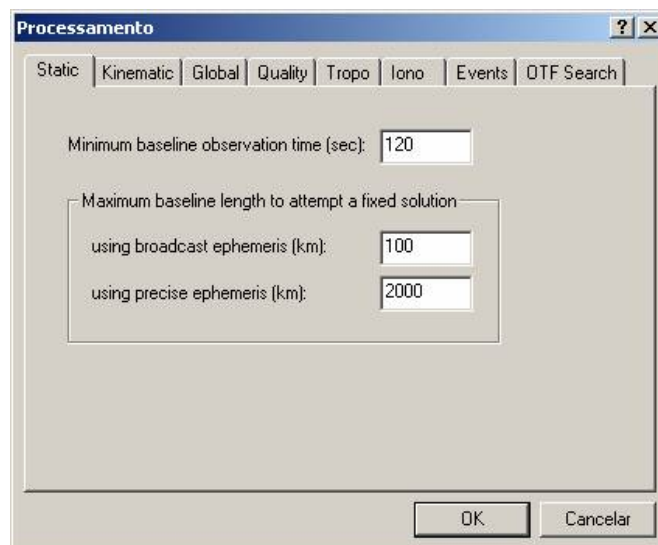 Processamento
Static Kinematic Global Quality Tropo Iono Events OTF Search
Minimum baseline observation time (sec): 120
Maximum baseline length to attempt a fixed solution
using broadcast ephemeris (km): 100
using precise ephemeris (km): 2000
OK Cancelar